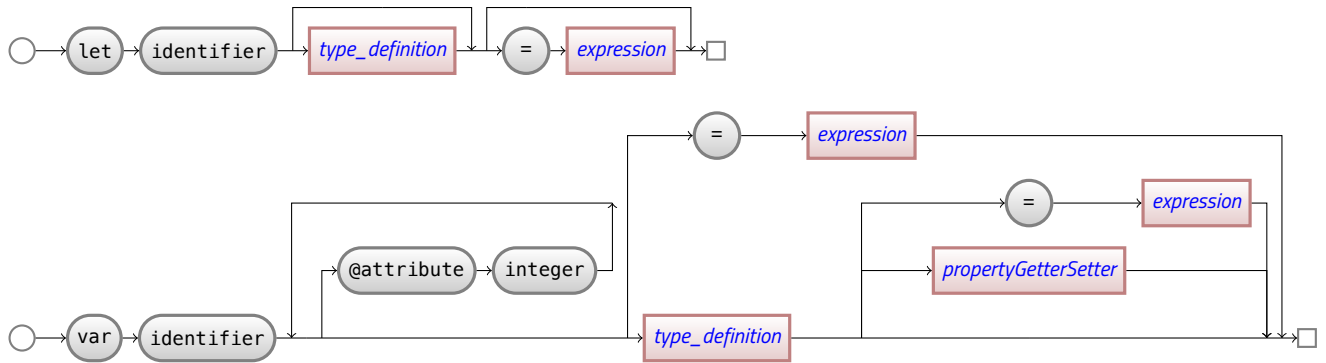 let identifier type_definition = expression
= expression
= expression
@attribute integer propertyGetterSetter
var identifier type_definition